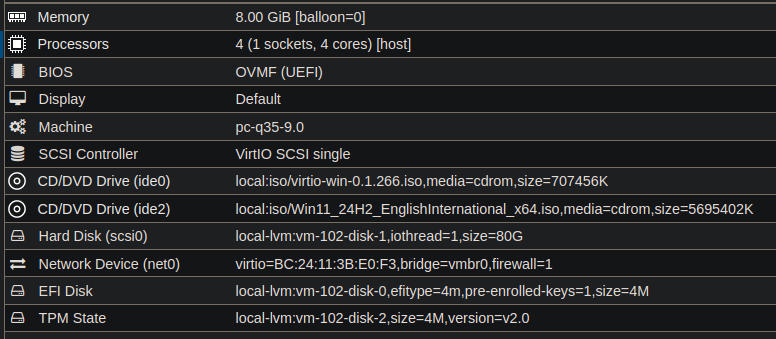 Memory 8.00 GiB [balloon=0]
Processors 4 (1 sockets, 4 cores) [host]
BIOS OVMF (UEFI)
Display Default
Machine pc-q35-9.0
SCSI Controller VirtIO SCSI single
CD/DVD Drive (ide0) local:iso/virtio-win-0.1.266.iso,media=cdrom,size=707456K
CD/DVD Drive (ide2) local:iso/Win11_24H2_EnglishInternational_x64.iso,media=cdrom,size=5695402K
Hard Disk (scsi0) local-lvm:vm-102-disk-1,iothread=1,size=80G
Network Device (net0) virtio=BC:24:11:3B:E0:F3,bridge=vmbr0,firewall=1
EFI Disk local-lvm:vm-102-disk-0,efitype=4m,pre-enrolled-keys=1,size=4M
TPM State local-lvm:vm-102-disk-2,size=4M,version=v2.0